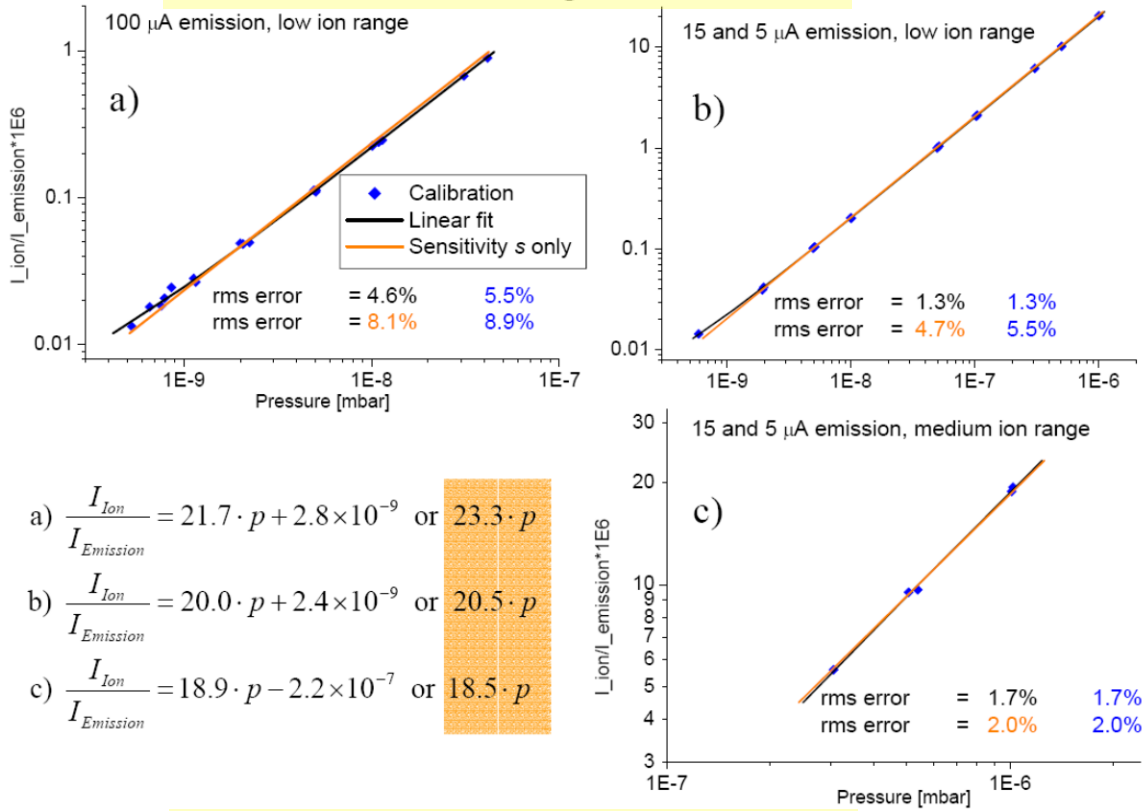 100 μA emission, low ion range
a)
I_ion/I_emission*1E6
1
0.1
0.01
Calibration
Linear fit
Sensitivity s only
rms error = 4.6% 5.5%
rms error = 8.1% 8.9%
1E-9 1E-8 1E-7
Pressure [mbar]
15 and 5 μA emission, low ion range
b)
10
1
0.1
0.01
rms error = 1.3% 1.3%
rms error = 4.7% 5.5%
1E-9 1E-8 1E-7 1E-6
a) I_Ion / I_Emission = 21.7 · p + 2.8 × 10^-9 or 23.3 · p
b) I_Ion / I_Emission = 20.0 · p + 2.4 × 10^-9 or 20.5 · p
c) I_Ion / I_Emission = 18.9 · p − 2.2 × 10^-7 or 18.5 · p
15 and 5 μA emission, medium ion range
c)
I_ion/I_emission*1E6
30
20
10
9
8
7
6
5
4
3
rms error = 1.7% 1.7%
rms error = 2.0% 2.0%
1E-7 1E-6
Pressure [mbar]